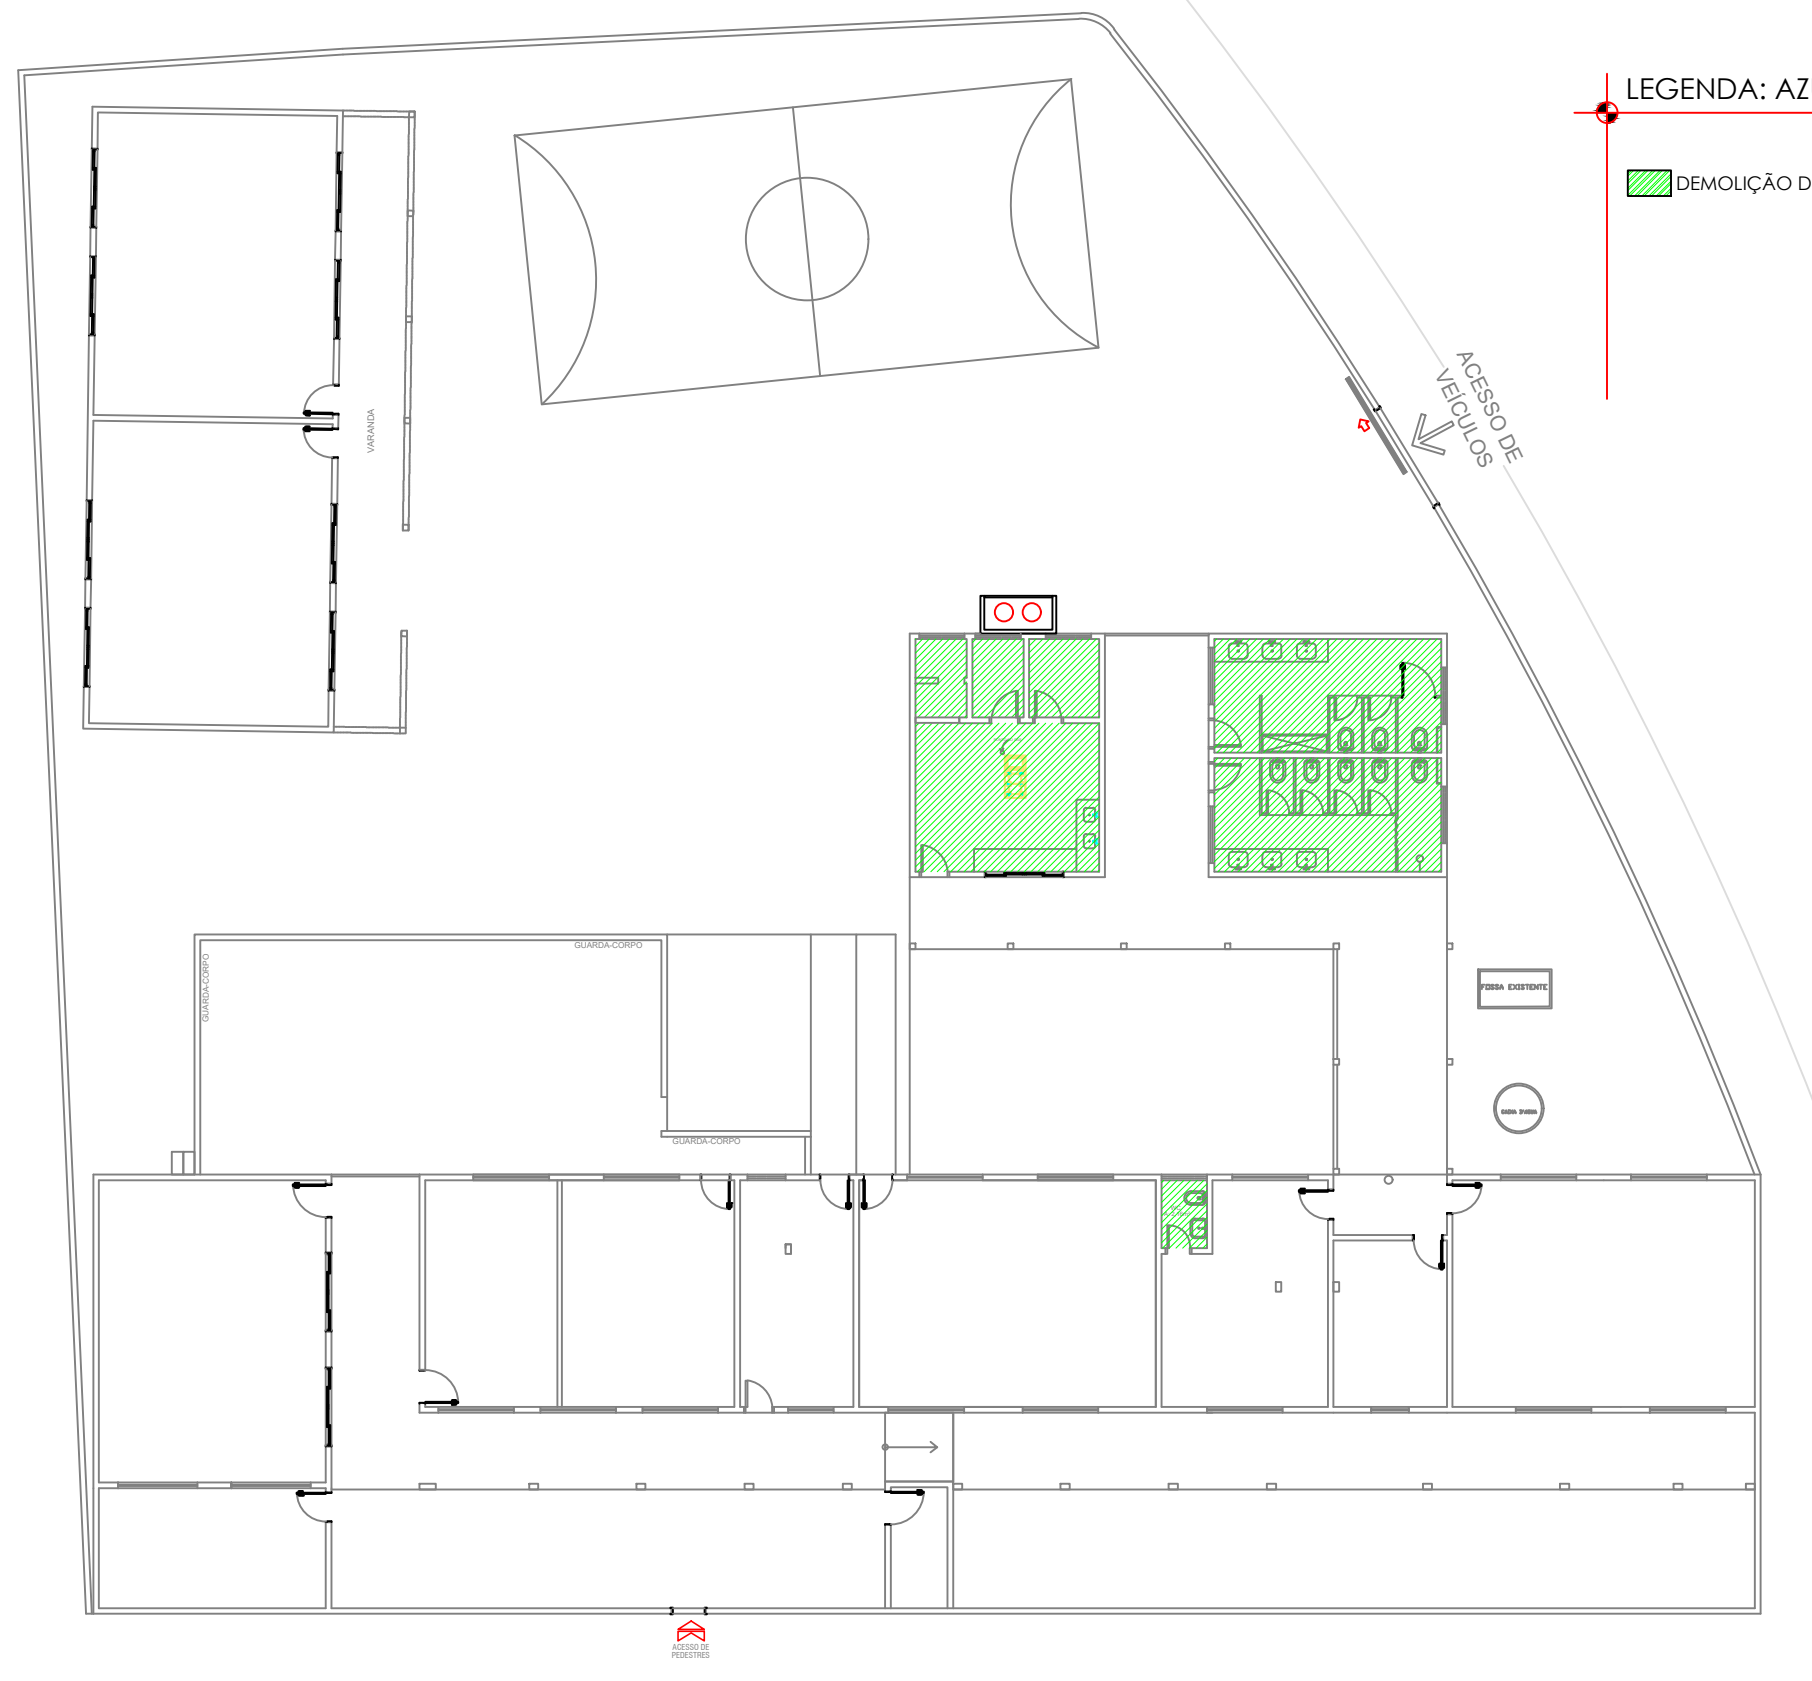 LEGENDA: AZ
DEMOLIÇÃO D
ACESSO DE
VEÍCULOS
VARANDA
GUARDA-CORPO
GUARDA-CORPO
FOSSA EXISTENTE
GUARDA-CORPO
ACESSO DE
PEDESTRES